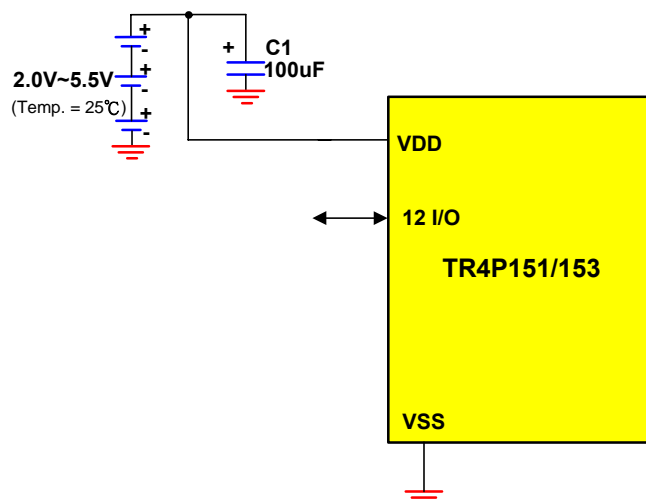 +
-
+
-
+
-
2.0V~5.5V
(Temp. = 25℃)
+
C1
100uF
VDD
12 I/O
TR4P151/153
VSS